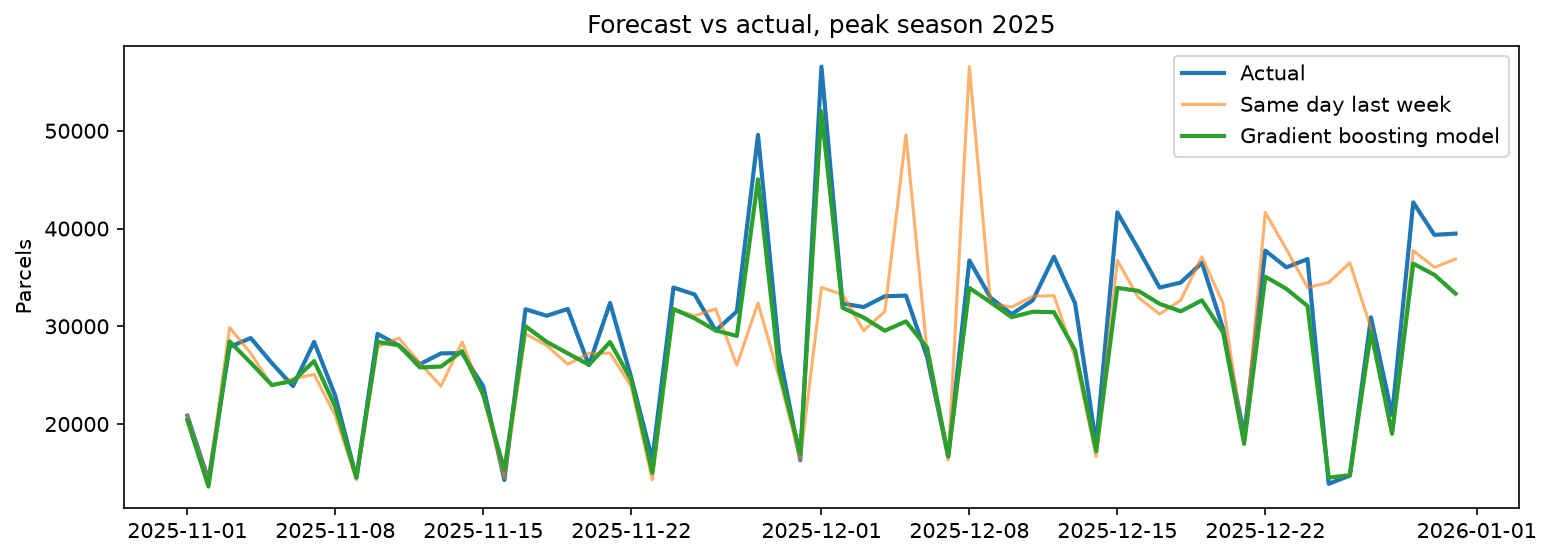 Forecast vs actual, peak season 2025
Actual
Same day last week
Gradient boosting model
Parcels
50000
40000
30000
20000
2025-11-01 2025-11-08 2025-11-15 2025-11-22 2025-12-01 2025-12-08 2025-12-15 2025-12-22 2026-01-01